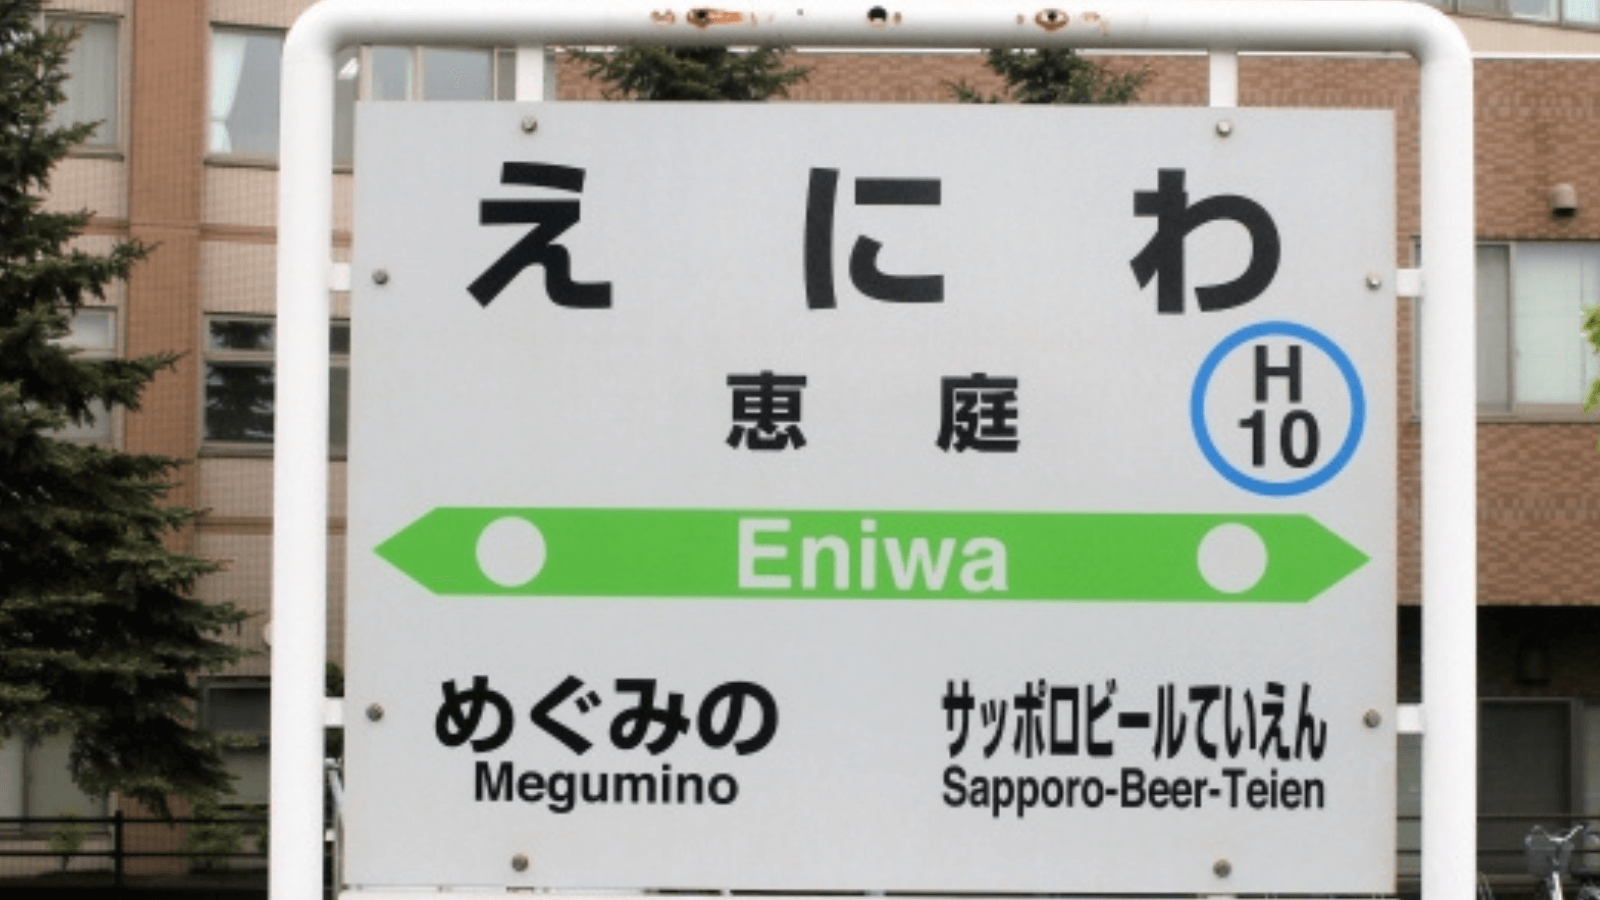 えにわ
恵庭
H
10
Eniwa
めぐみの
Megumino
サッポロビールていえん
Sapporo-Beer-Teien